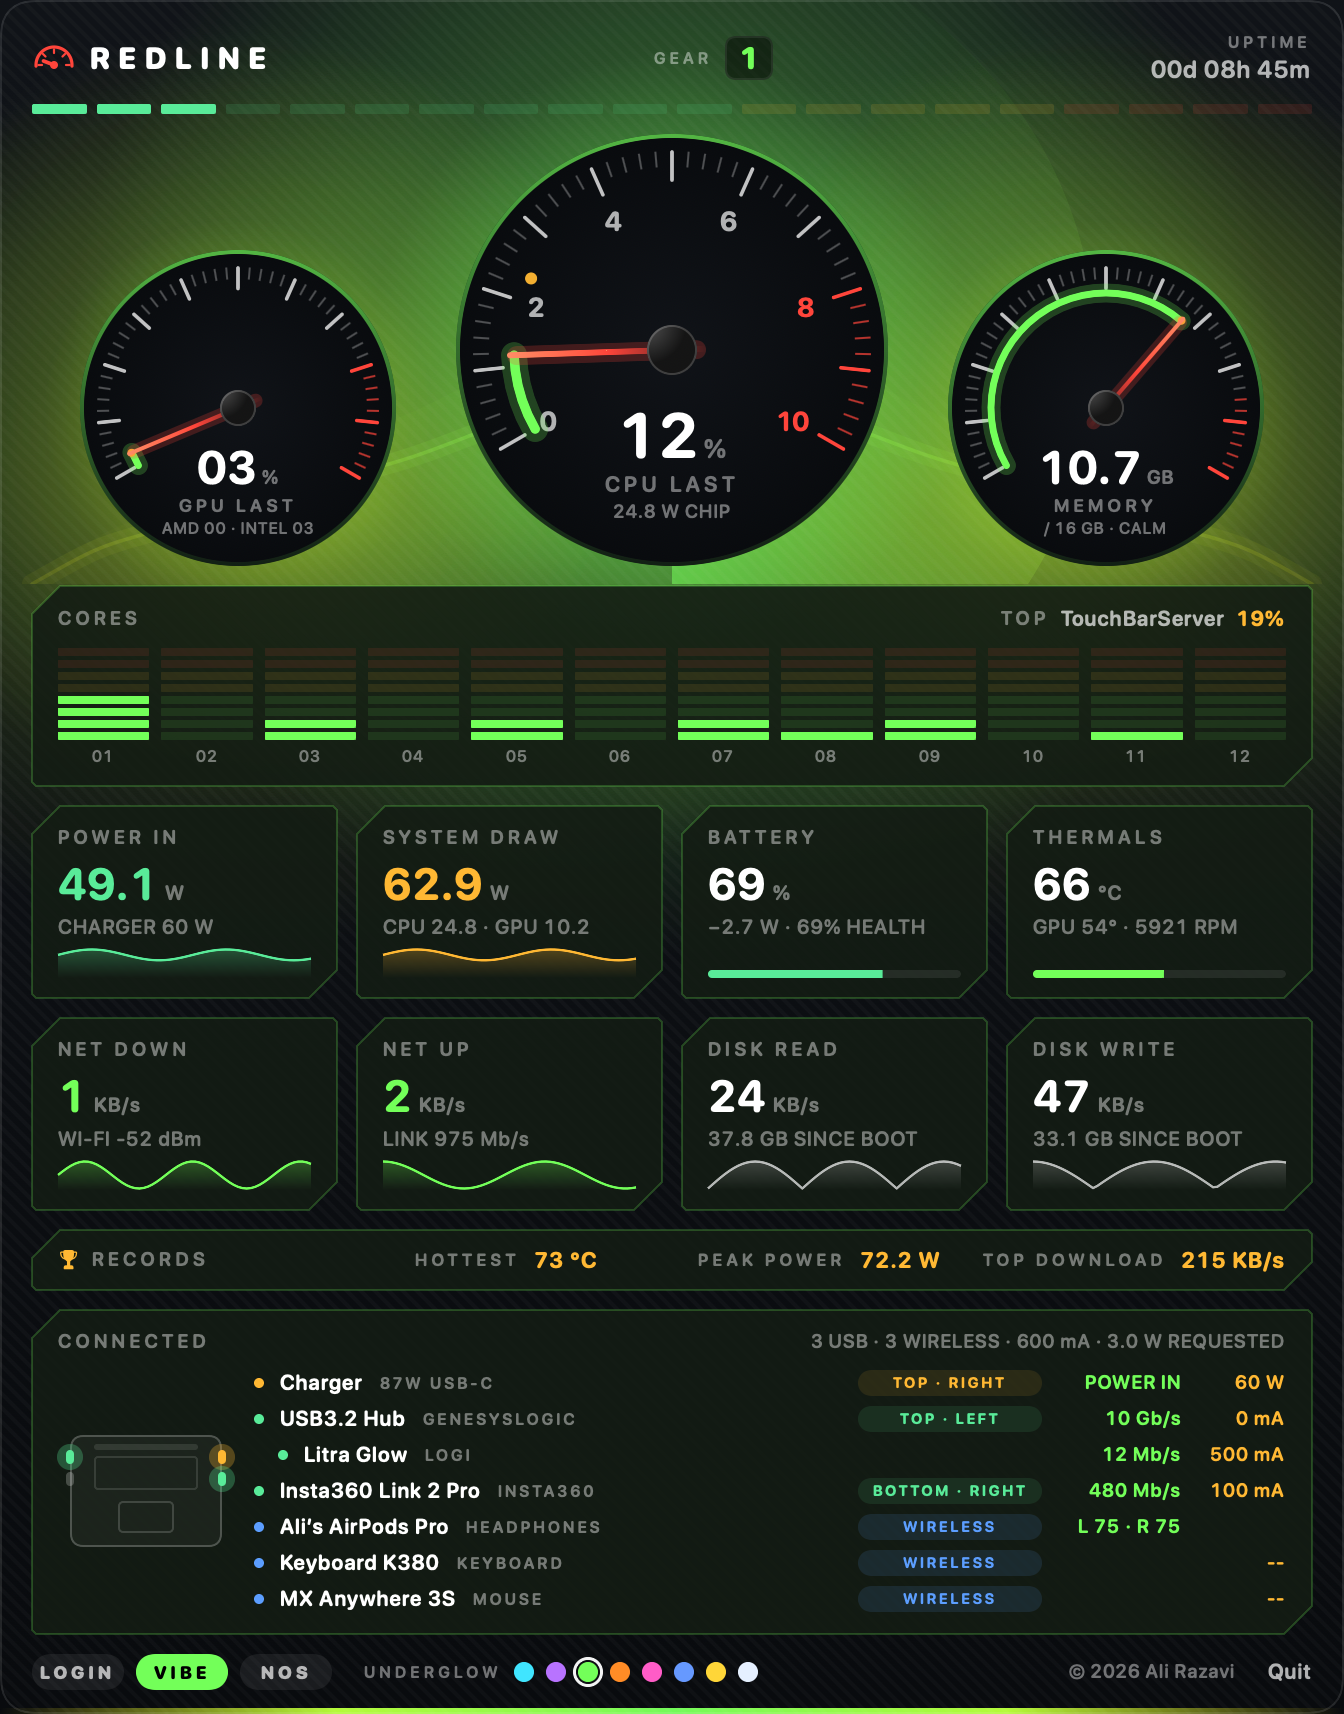 REDLINE
GEAR 1
UPTIME
00d 08h 45m
4 6
2 8
0 10
12 %
CPU LAST
24.8 W CHIP
03 %
GPU LAST
AMD 00 · INTEL 03
10.7 GB
MEMORY
/ 16 GB · CALM
CORES TOP TouchBarServer 19%
01 02 03 04 05 06 07 08 09 10 11 12
POWER IN
49.1 W
CHARGER 60 W
SYSTEM DRAW
62.9 W
CPU 24.8 · GPU 10.2
BATTERY
69 %
−2.7 W · 69% HEALTH
THERMALS
66 °C
GPU 54° · 5921 RPM
NET DOWN
1 KB/s
WI-FI -52 dBm
NET UP
2 KB/s
LINK 975 Mb/s
DISK READ
24 KB/s
37.8 GB SINCE BOOT
DISK WRITE
47 KB/s
33.1 GB SINCE BOOT
RECORDS HOTTEST 73 °C PEAK POWER 72.2 W TOP DOWNLOAD 215 KB/s
CONNECTED 3 USB · 3 WIRELESS · 600 mA · 3.0 W REQUESTED
Charger 87W USB-C TOP · RIGHT POWER IN 60 W
USB3.2 Hub GENESYSLOGIC TOP · LEFT 10 Gb/s 0 mA
Litra Glow LOGI 12 Mb/s 500 mA
Insta360 Link 2 Pro INSTA360 BOTTOM · RIGHT 480 Mb/s 100 mA
Ali’s AirPods Pro HEADPHONES WIRELESS L 75 · R 75
Keyboard K380 KEYBOARD WIRELESS --
MX Anywhere 3S MOUSE WIRELESS --
LOGIN VIBE NOS UNDERGLOW © 2026 Ali Razavi Quit